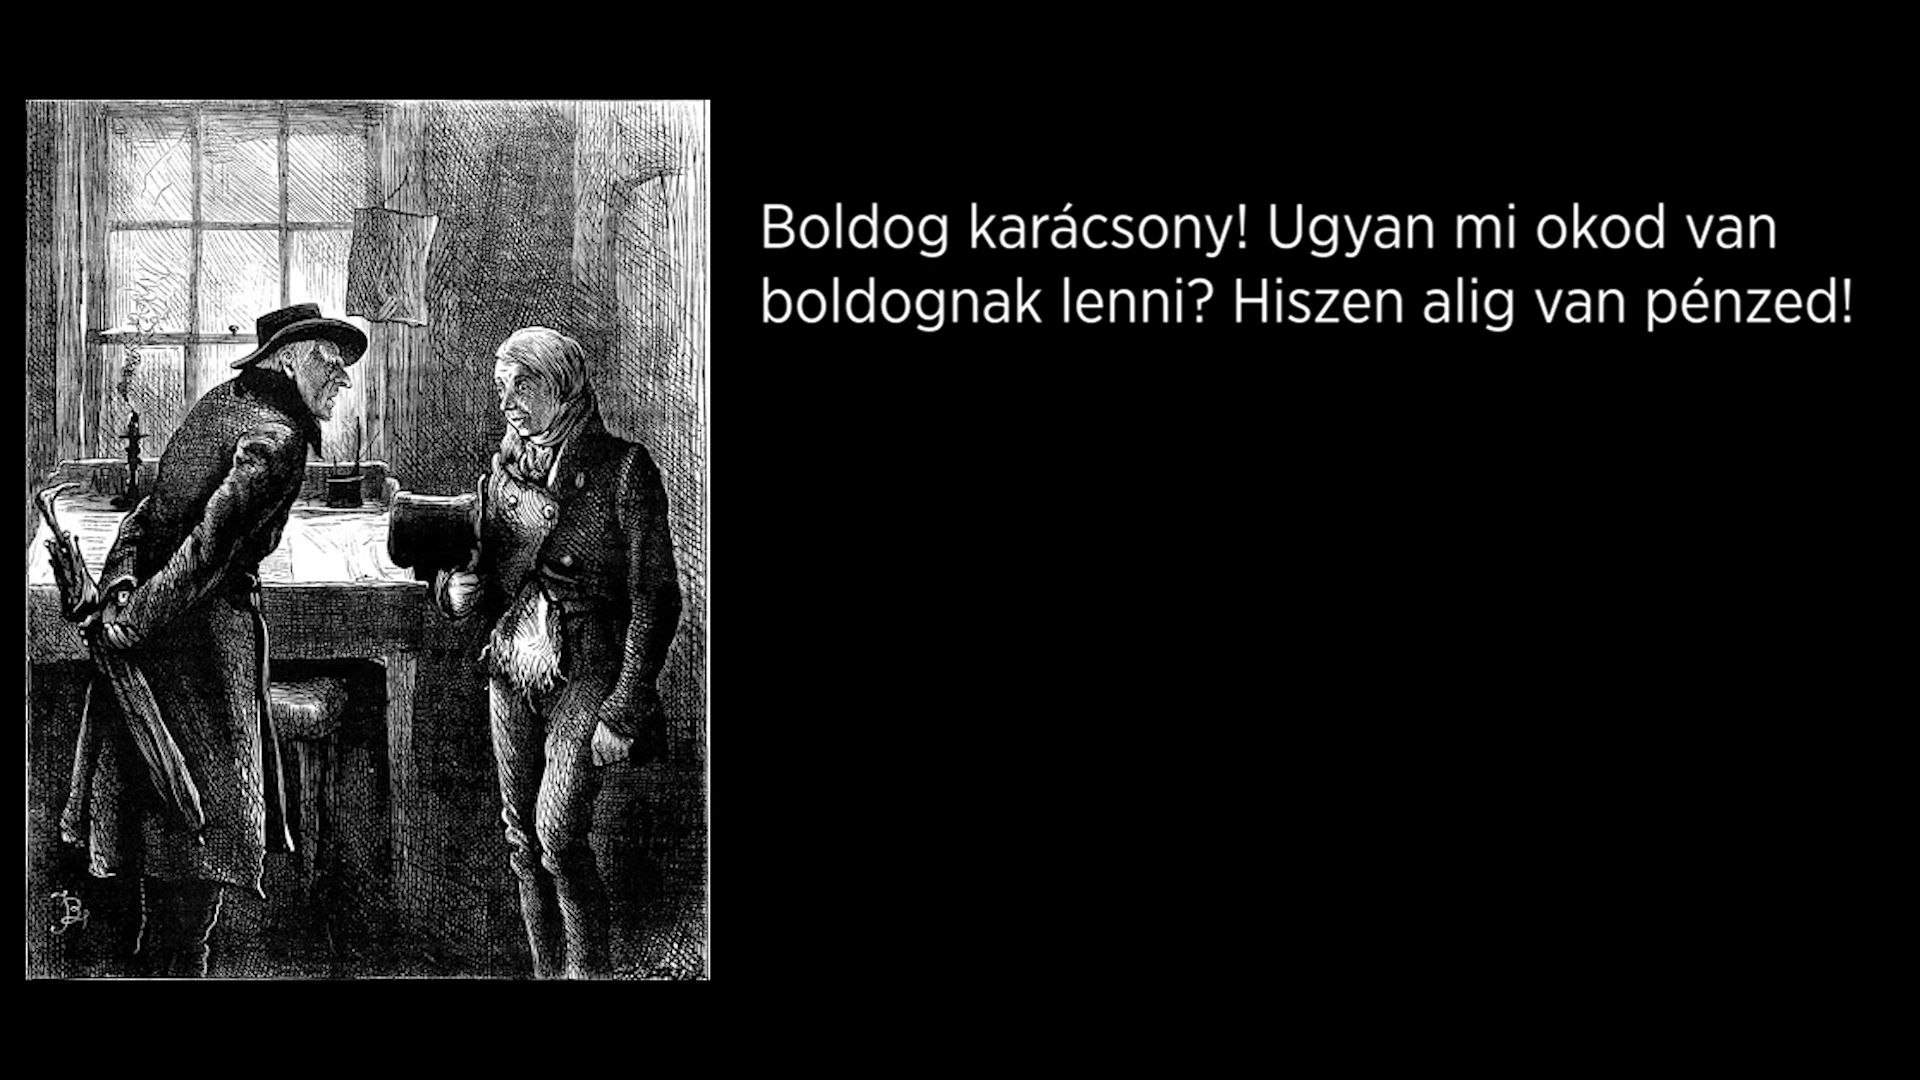 Boldog karácsony! Ugyan mi okod van
boldognak lenni? Hiszen alig van pénzed!